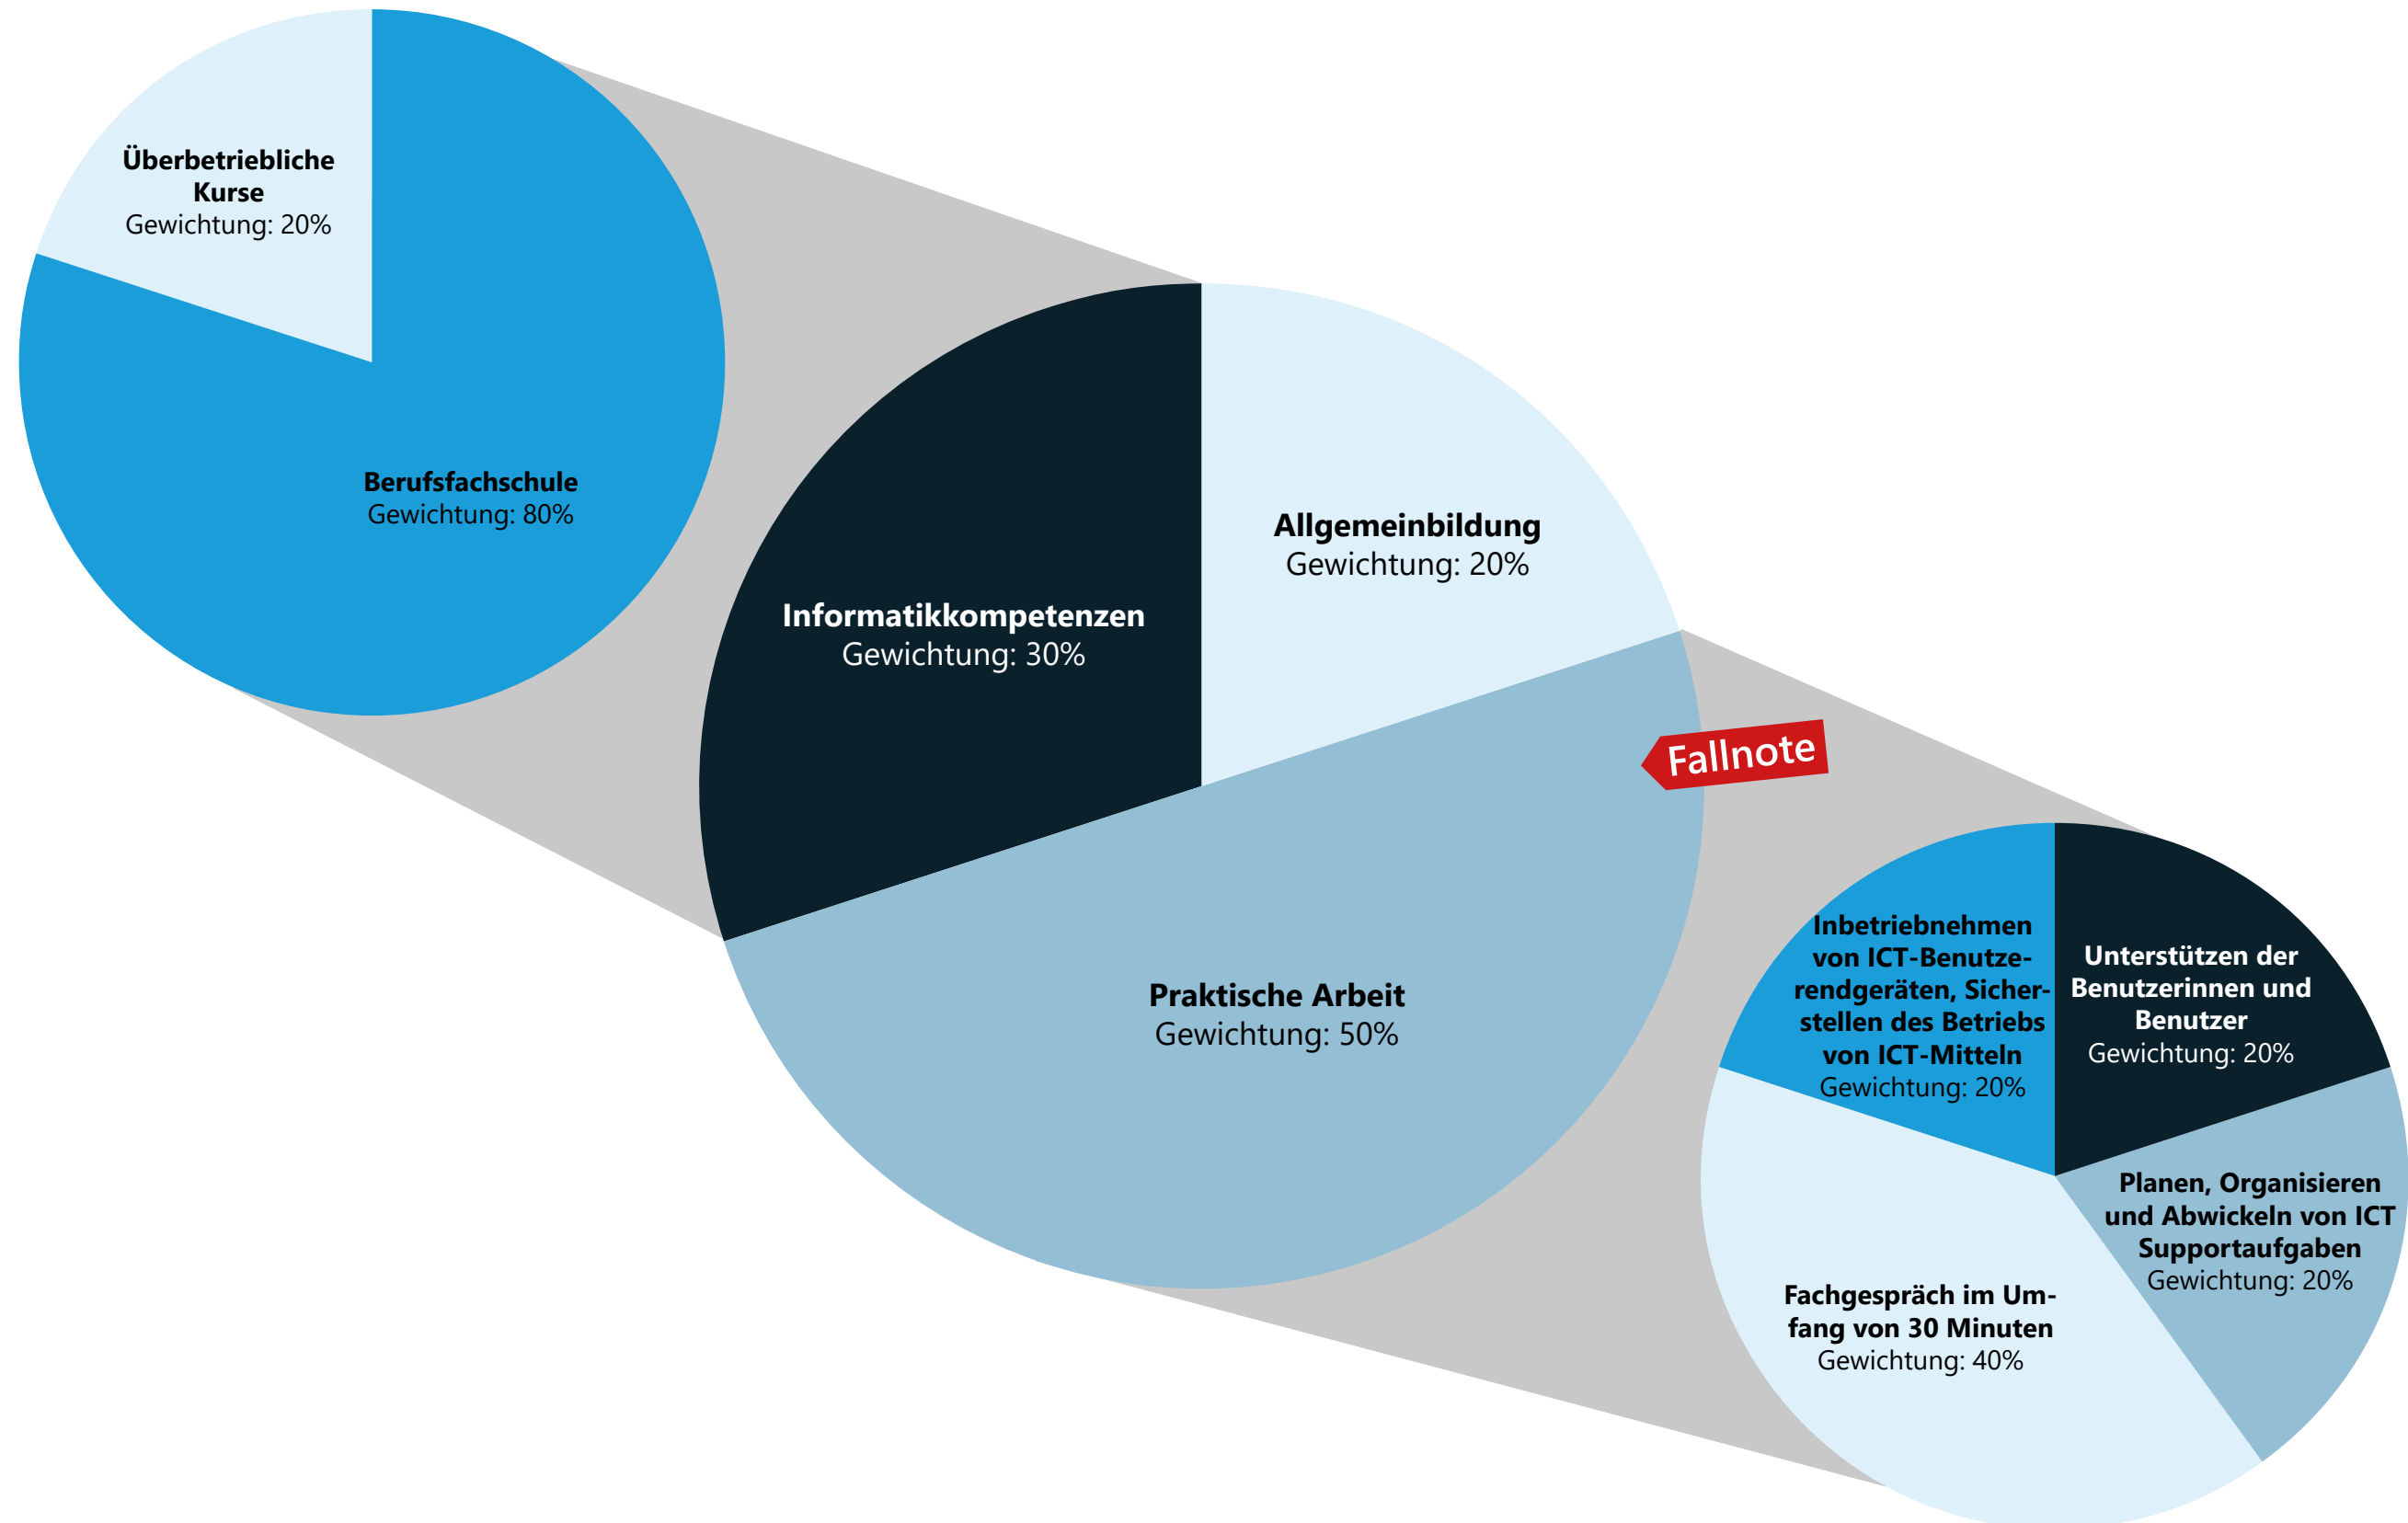 Überbetriebliche
Kurse
Gewichtung: 20%
Berufsfachschule
Gewichtung: 80%
Allgemeinbildung
Gewichtung: 20%
Informatikkompetenzen
Gewichtung: 30%
Fallnote
Praktische Arbeit
Gewichtung: 50%
Inbetriebnehmen
von ICT-Benutze-
rendgeräten, Sicher-
stellen des Betriebs
von ICT-Mitteln
Gewichtung: 20%
Unterstützen der
Benutzerinnen und
Benutzer
Gewichtung: 20%
Planen, Organisieren
und Abwickeln von ICT
Supportaufgaben
Gewichtung: 20%
Fachgespräch im Um-
fang von 30 Minuten
Gewichtung: 40%